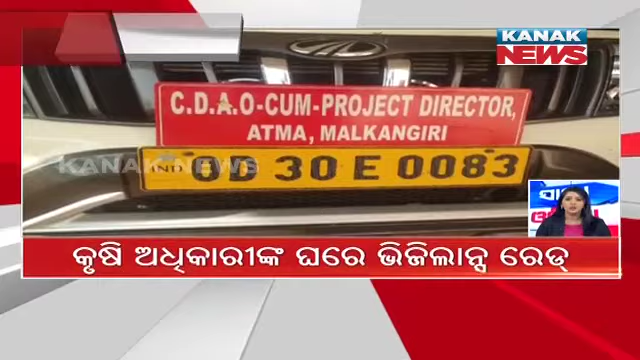 KANAK
NEWS
C.D.A.O-CUM-PROJECT DIRECTOR,
ATMA, MALKANGIRI
KANAK NEWS
IND OD 30 E 0083
କୃଷି ଅଧିକାରୀଙ୍କ ଘରେ ଭିଜିଲାନ୍ସ ରେଡ୍